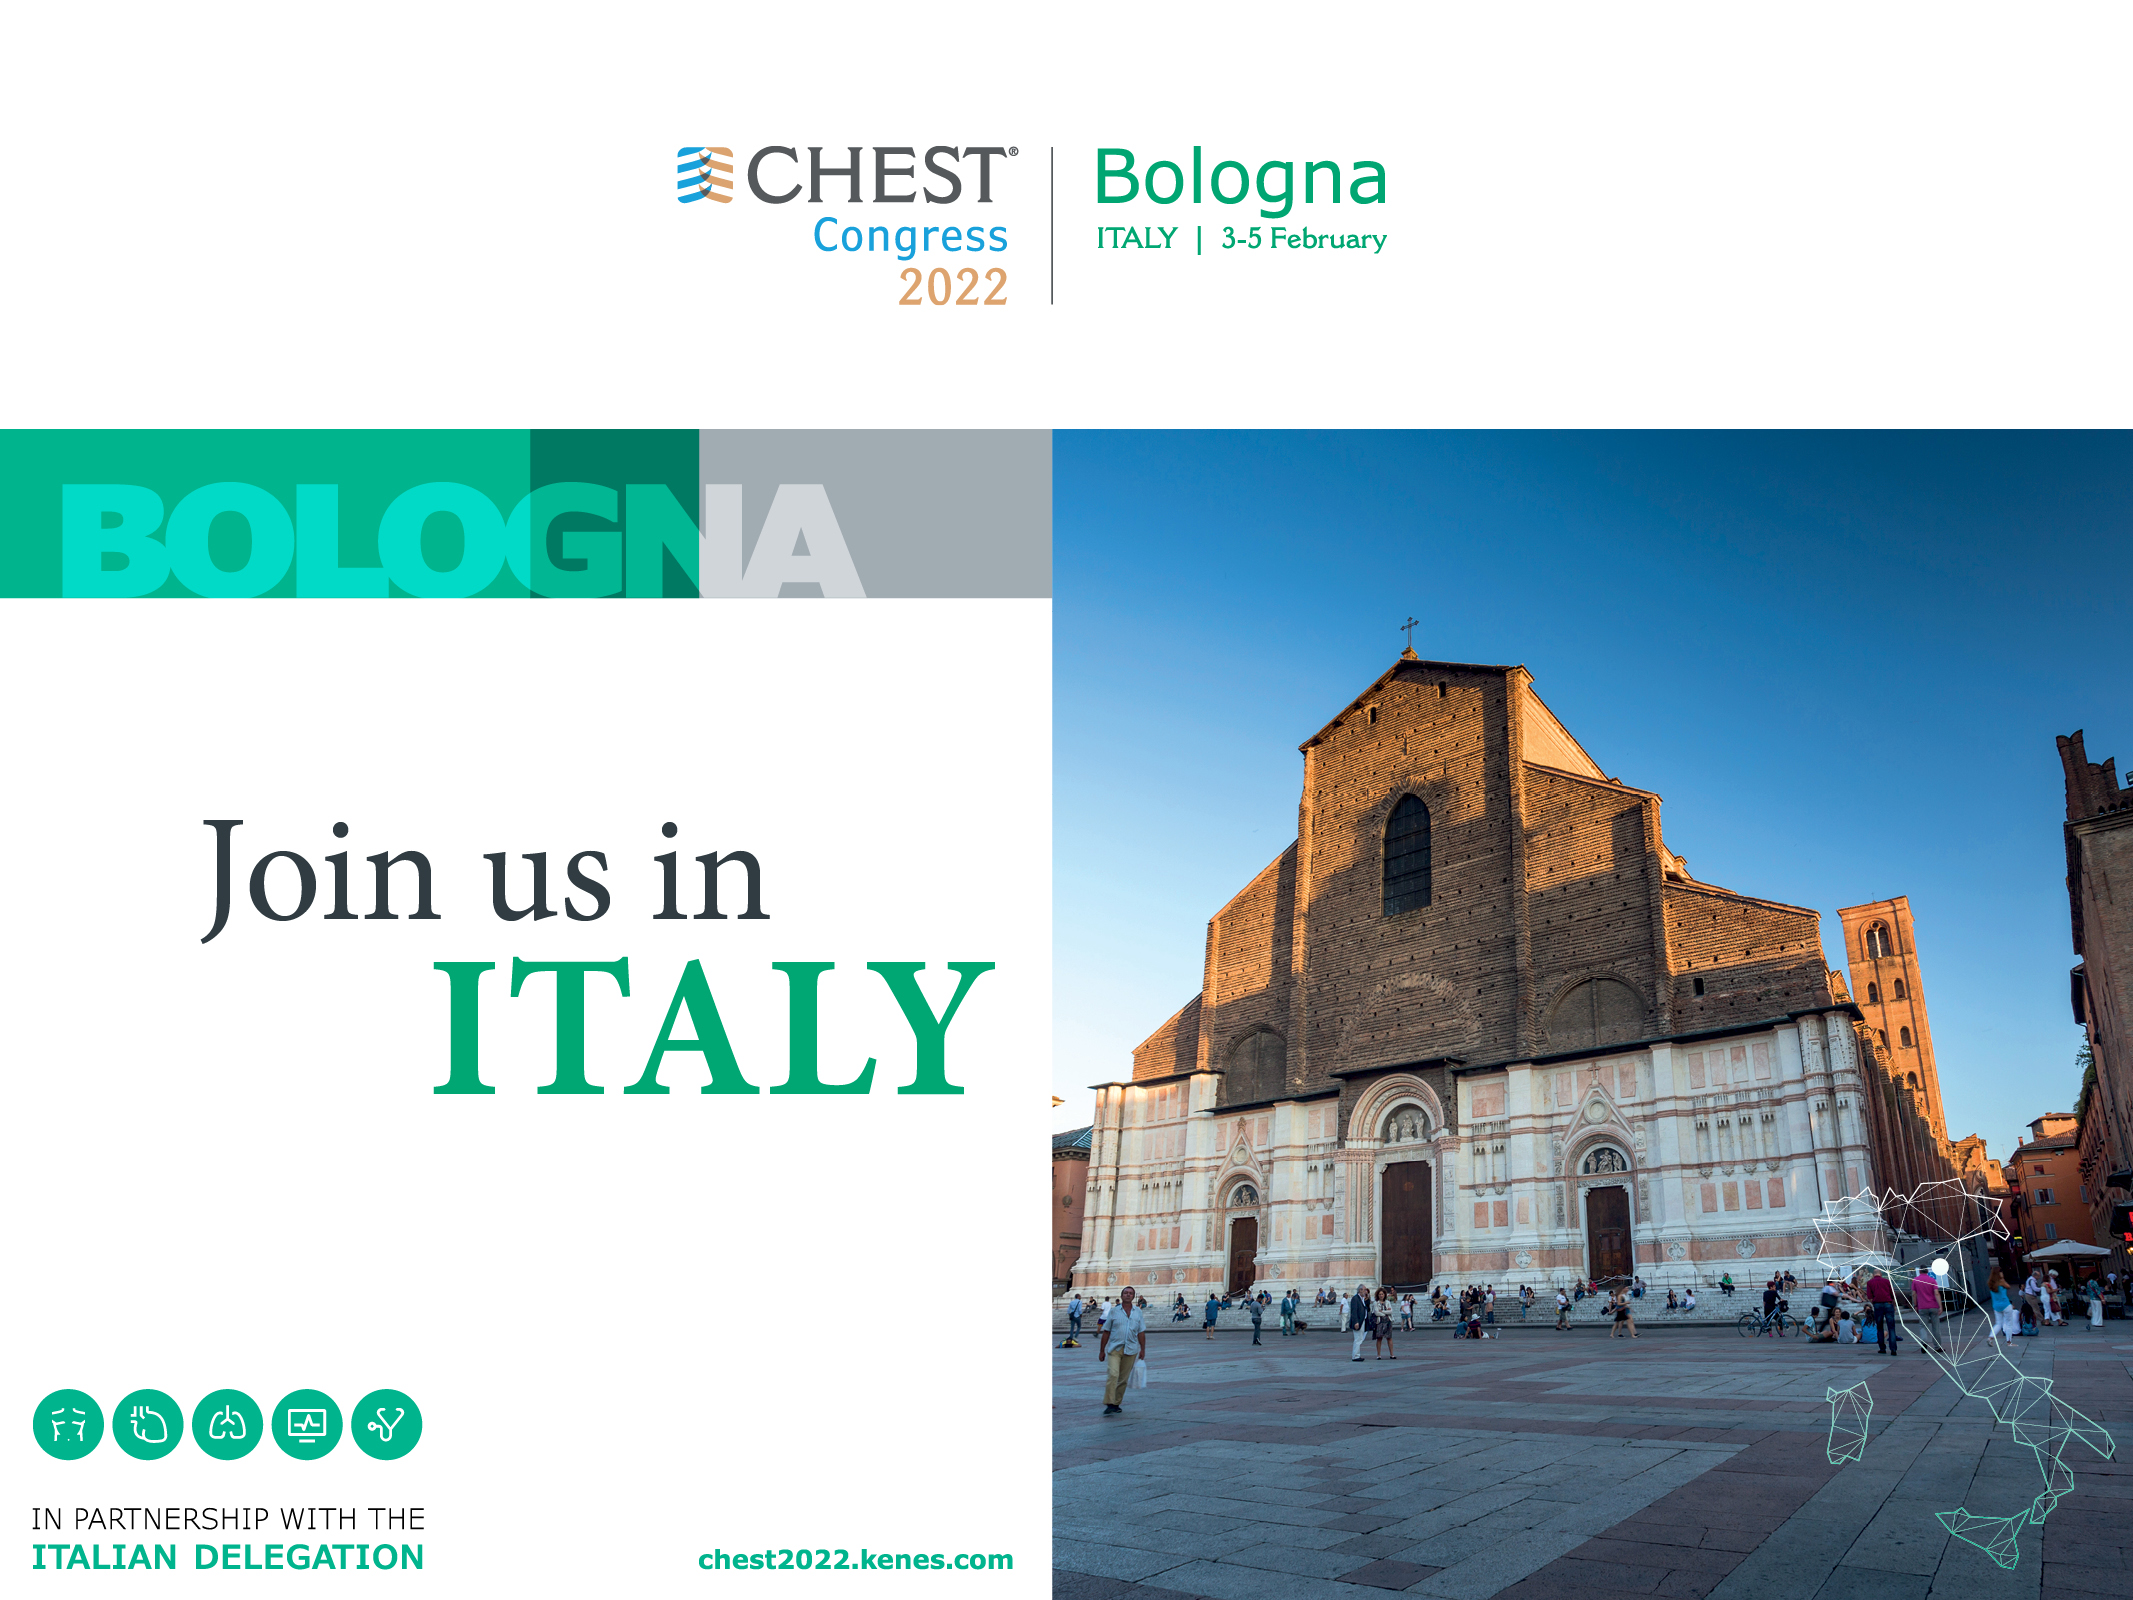 CHEST®
Congress
2022
Bologna
ITALY | 3-5 February
BOLOGNA
Join us in
ITALY
IN PARTNERSHIP WITH THE
ITALIAN DELEGATION
chest2022.kenes.com